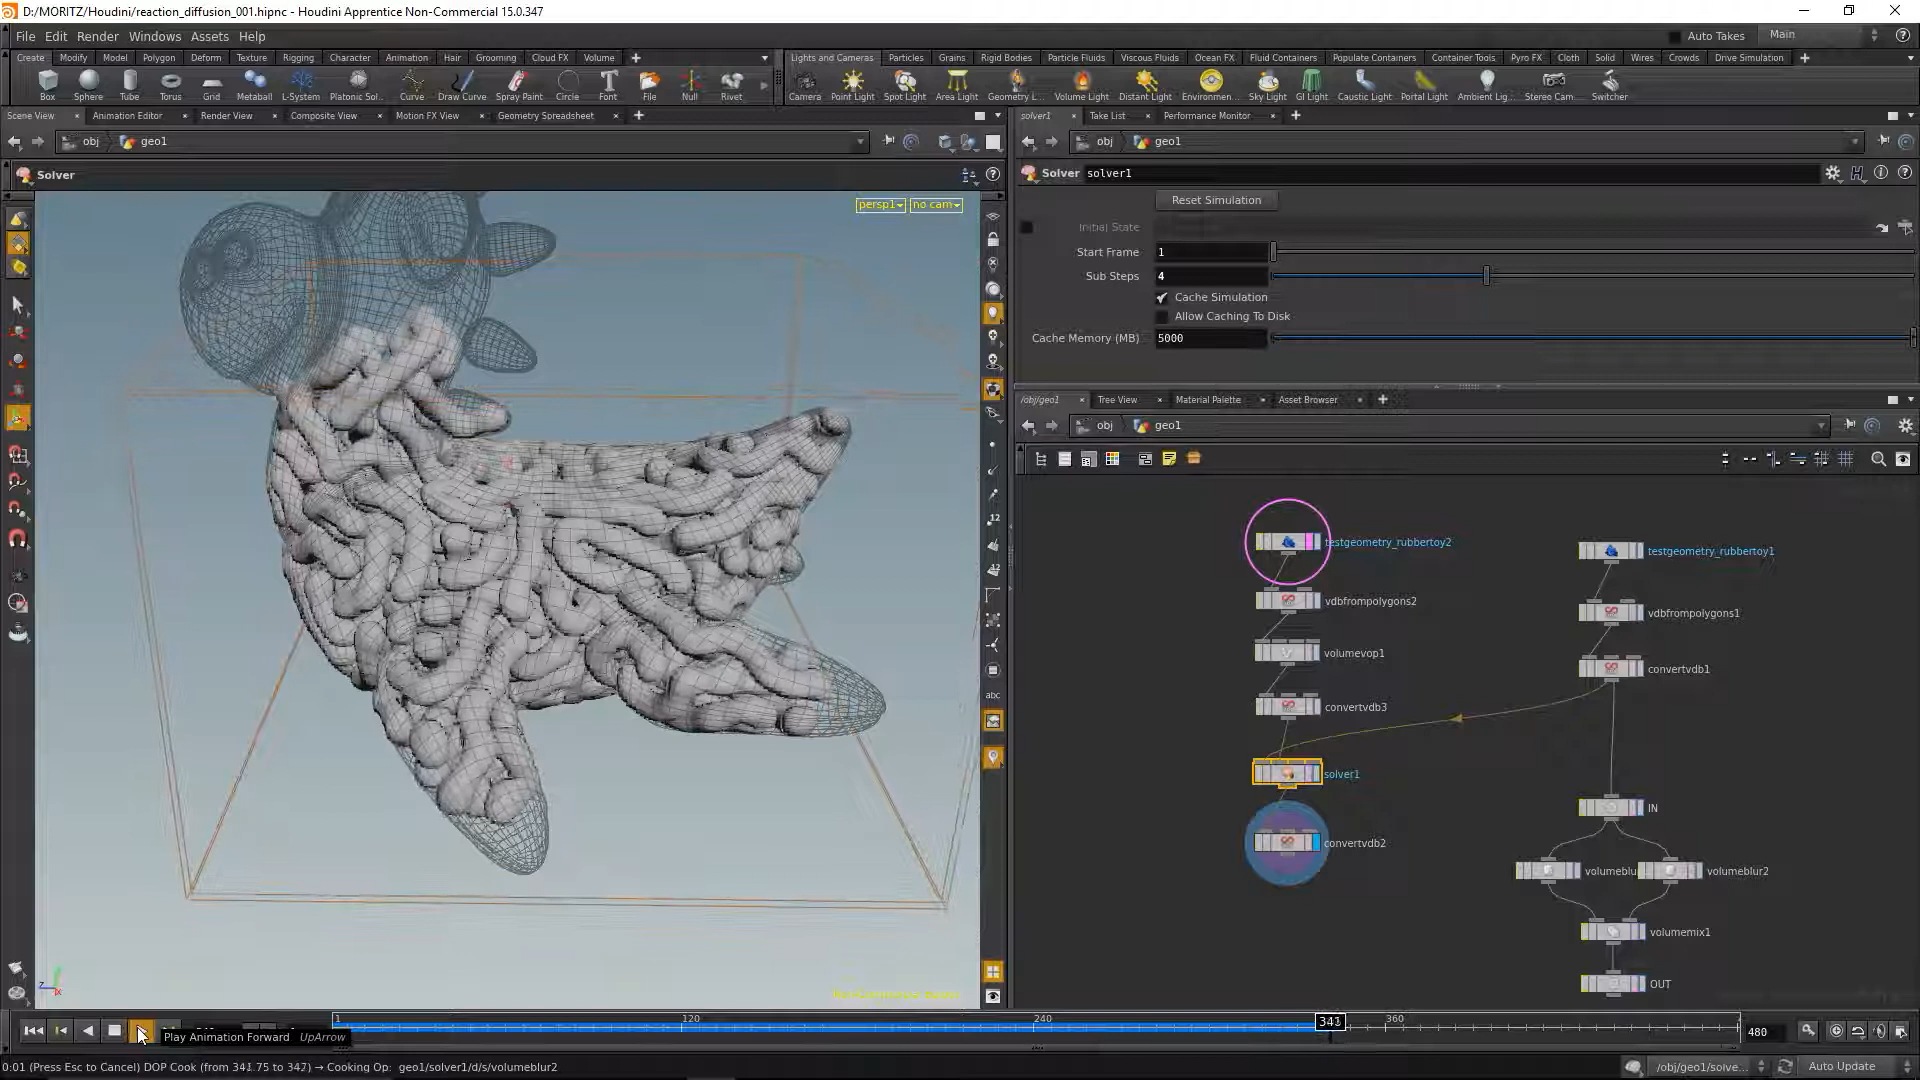 D:/MORITZ/Houdini/reaction_diffusion_001.hipnc - Houdini Apprentice Non-Commercial 15.0.347
File Edit Render Windows Assets Help
Auto Takes Main
Create Modify Model Polygon Deform Texture Rigging Character Animation Hair Grooming Cloud FX Volume
Lights and Cameras Particles Grains Rigid Bodies Particle Fluids Viscous Fluids Ocean FX Fluid Containers Populate Containers Container Tools Pyro FX Cloth Solid Wires Crowds Drive Simulation
Box Sphere Tube Torus Grid Metaball L-System Platonic Sol... Curve Draw Curve Spray Paint Circle Font File Null Rivet
Camera Point Light Spot Light Area Light Geometry L... Volume Light Distant Light Environmen... Sky Light GI Light Caustic Light Portal Light Ambient Lig... Stereo Cam... Switcher
Scene View Animation Editor Render View Composite View Motion FX View Geometry Spreadsheet
solver1 Take List Performance Monitor
obj geo1
obj geo1
Solver
Solver solver1
persp1 no cam
Reset Simulation
Initial State
Start Frame 1
Sub Steps 4
Cache Simulation
Allow Caching To Disk
Cache Memory (MB) 5000
/obj/geo1 Tree View Material Palette Asset Browser
obj geo1
12
12
abc
testgeometry_rubbertoy2
testgeometry_rubbertoy1
vdbfrompolygons2
vdbfrompolygons1
volumevop1
convertvdb1
convertvdb3
solver1
IN
convertvdb2
volumeblu
volumeblur2
volumemix1
OUT
z x
1 120 240 343 360
480
Play Animation Forward UpArrow
0:01 (Press Esc to Cancel) DOP Cook (from 341.75 to 347) → Cooking Op: geo1/solver1/d/s/volumeblur2
/obj/geo1/solve... Auto Update